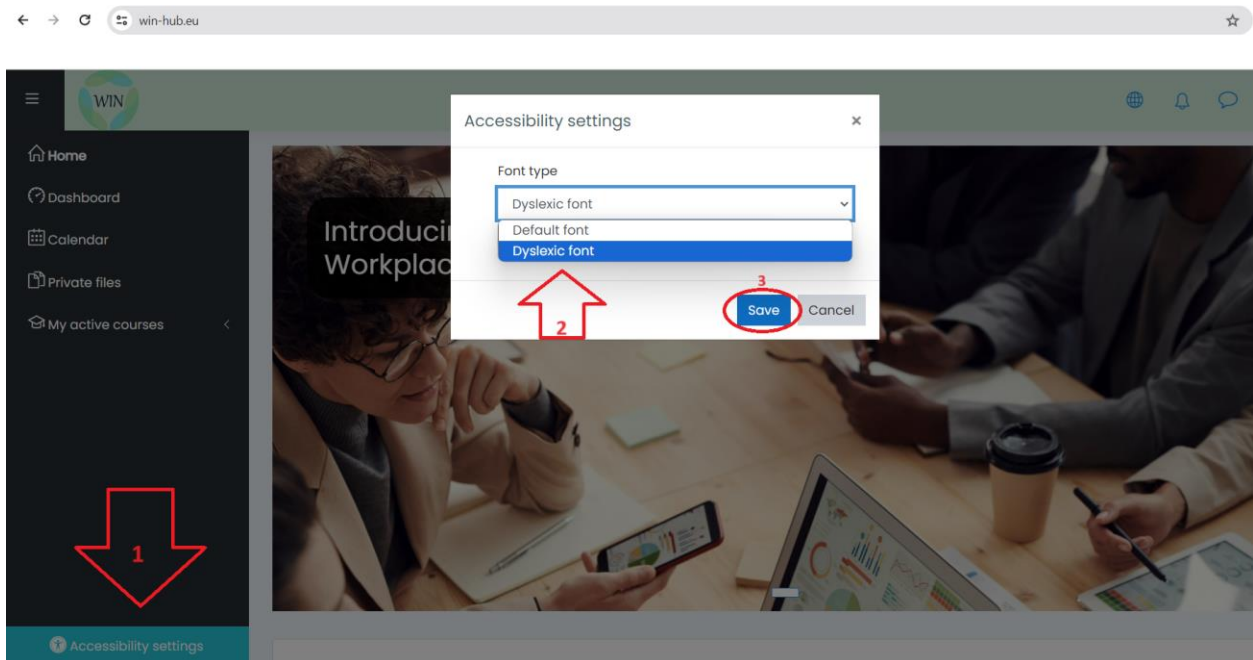 win-hub.eu
WIN
Accessibility settings
×
Home
Font type
Dashboard
Dyslexic font
Default font
Dyslexic font
Introduci
Workplac
Calendar
Private files
My active courses
3
Save
Cancel
2
1
Accessibility settings